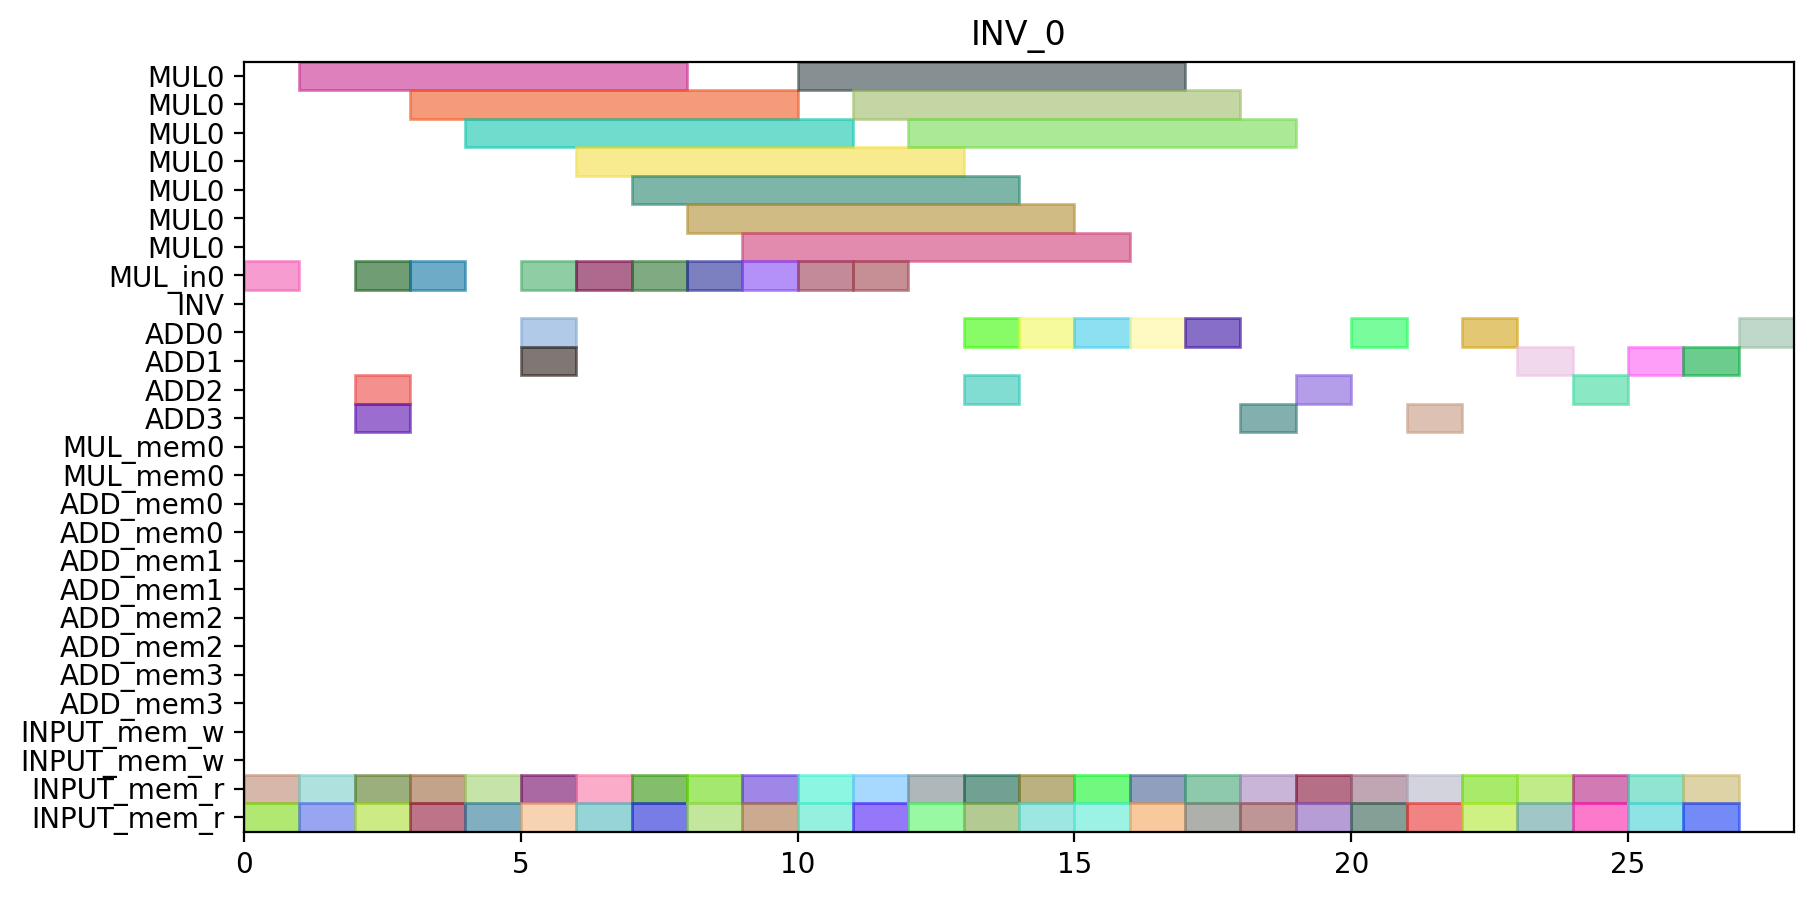 INV_0
MUL0
MUL0
MUL0
MUL0
MUL0
MUL0
MUL0
MUL_in0
INV
ADD0
ADD1
ADD2
ADD3
MUL_mem0
MUL_mem0
ADD_mem0
ADD_mem0
ADD_mem1
ADD_mem1
ADD_mem2
ADD_mem2
ADD_mem3
ADD_mem3
INPUT_mem_w
INPUT_mem_w
INPUT_mem_r
INPUT_mem_r
0 5 10 15 20 25